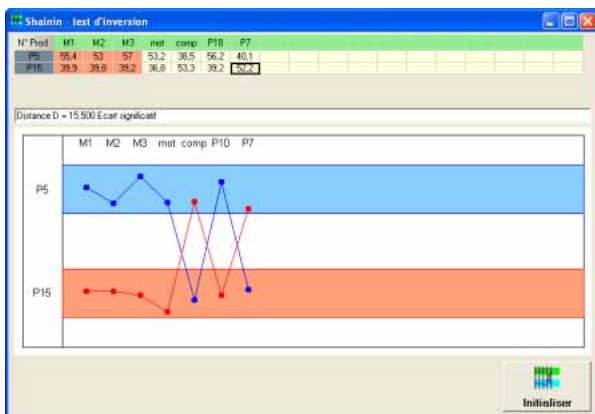 Shainin - test d'inversion
N° Prod M1 M2 M3 mot comp P10 P7
P5 55,4 53 57 53,2 38,5 56,2 40,1
P15 39,9 39,8 39,2 36,8 53,3 39,2 52,2
Distance D = 15,500 Ecart significatif
M1 M2 M3 mot comp P10 P7
P5
P15
Initialiser